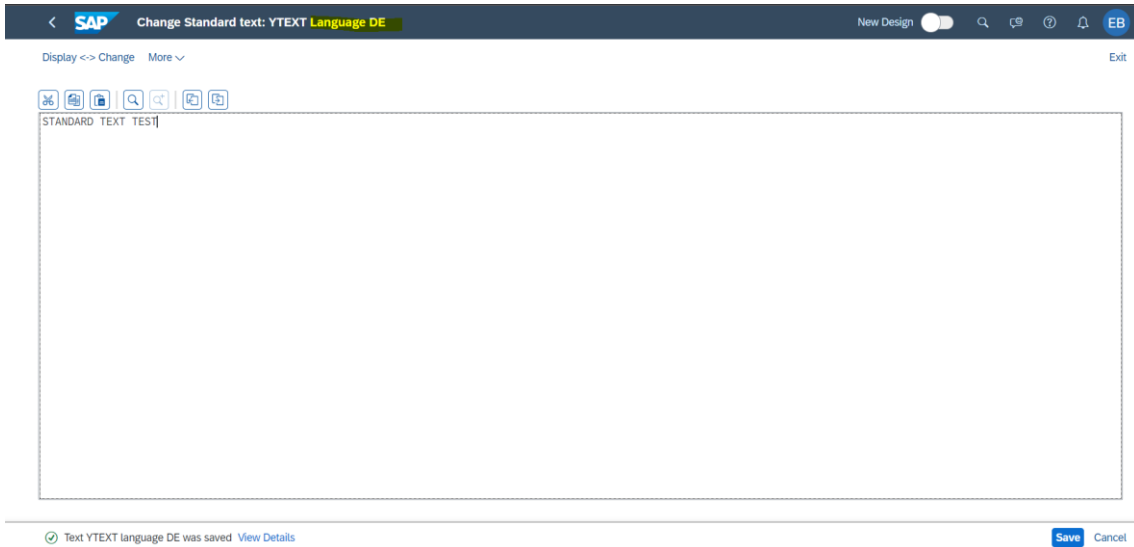 SAP Change Standard text: YTEXT Language DE New Design EB
Display <-> Change More Exit
STANDARD TEXT TEST
Text YTEXT language DE was saved View Details Save Cancel